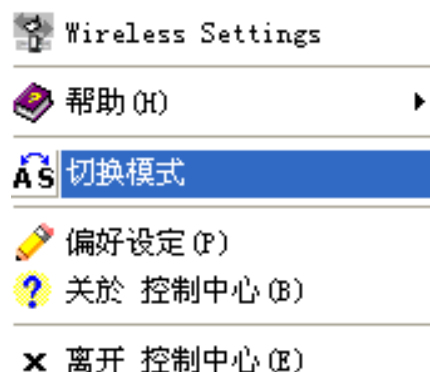 Wireless Settings
帮助(H)
AS 切换模式
偏好设定(P)
关於 控制中心(B)
离开 控制中心(E)